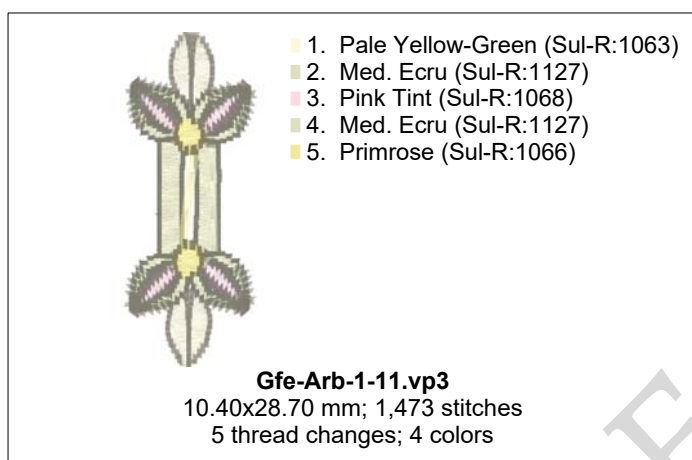 1. Pale Yellow-Green (Sul-R:1063)
2. Med. Ecru (Sul-R:1127)
3. Pink Tint (Sul-R:1068)
4. Med. Ecru (Sul-R:1127)
5. Primrose (Sul-R:1066)
Gfe-Arb-1-11.vp3
10.40x28.70 mm; 1,473 stitches
5 thread changes; 4 colors